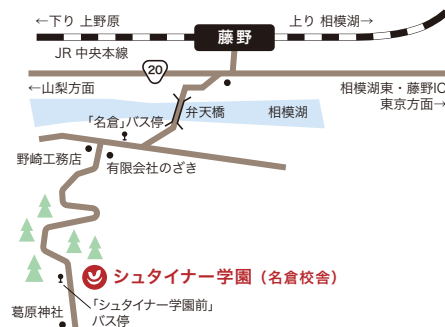 ←下り 上野原
上り 相模湖→
藤野
JR 中央本線
20
←山梨方面
相模湖東・藤野IC
東京方面→
弁天橋
相模湖
「名倉」バス停
野崎工務店
有限会社のざき
シュタイナー学園（名倉校舎）
「シュタイナー学園前」
バス停
葛原神社